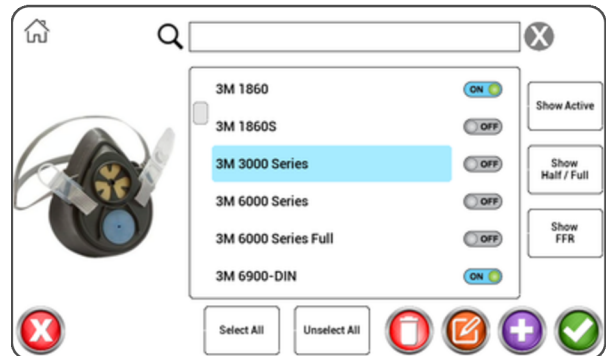 X
3M 1860
ON
3M 1860S
OFF
3M 3000 Series
OFF
3M 6000 Series
OFF
3M 6000 Series Full
OFF
3M 6900-DIN
ON
Show Active
Show
Half / Full
Show
FFR
Select All
Unselect All